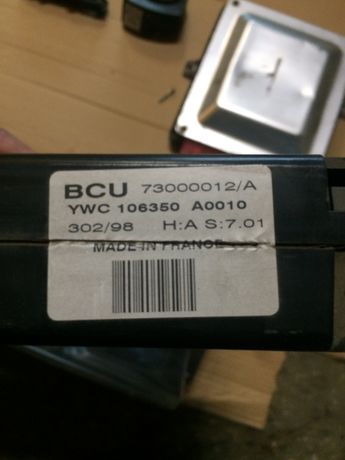 BCU 73000012/A
YWC 106350 A0010
302/98 H:A S:7.01
MADE IN FRANCE